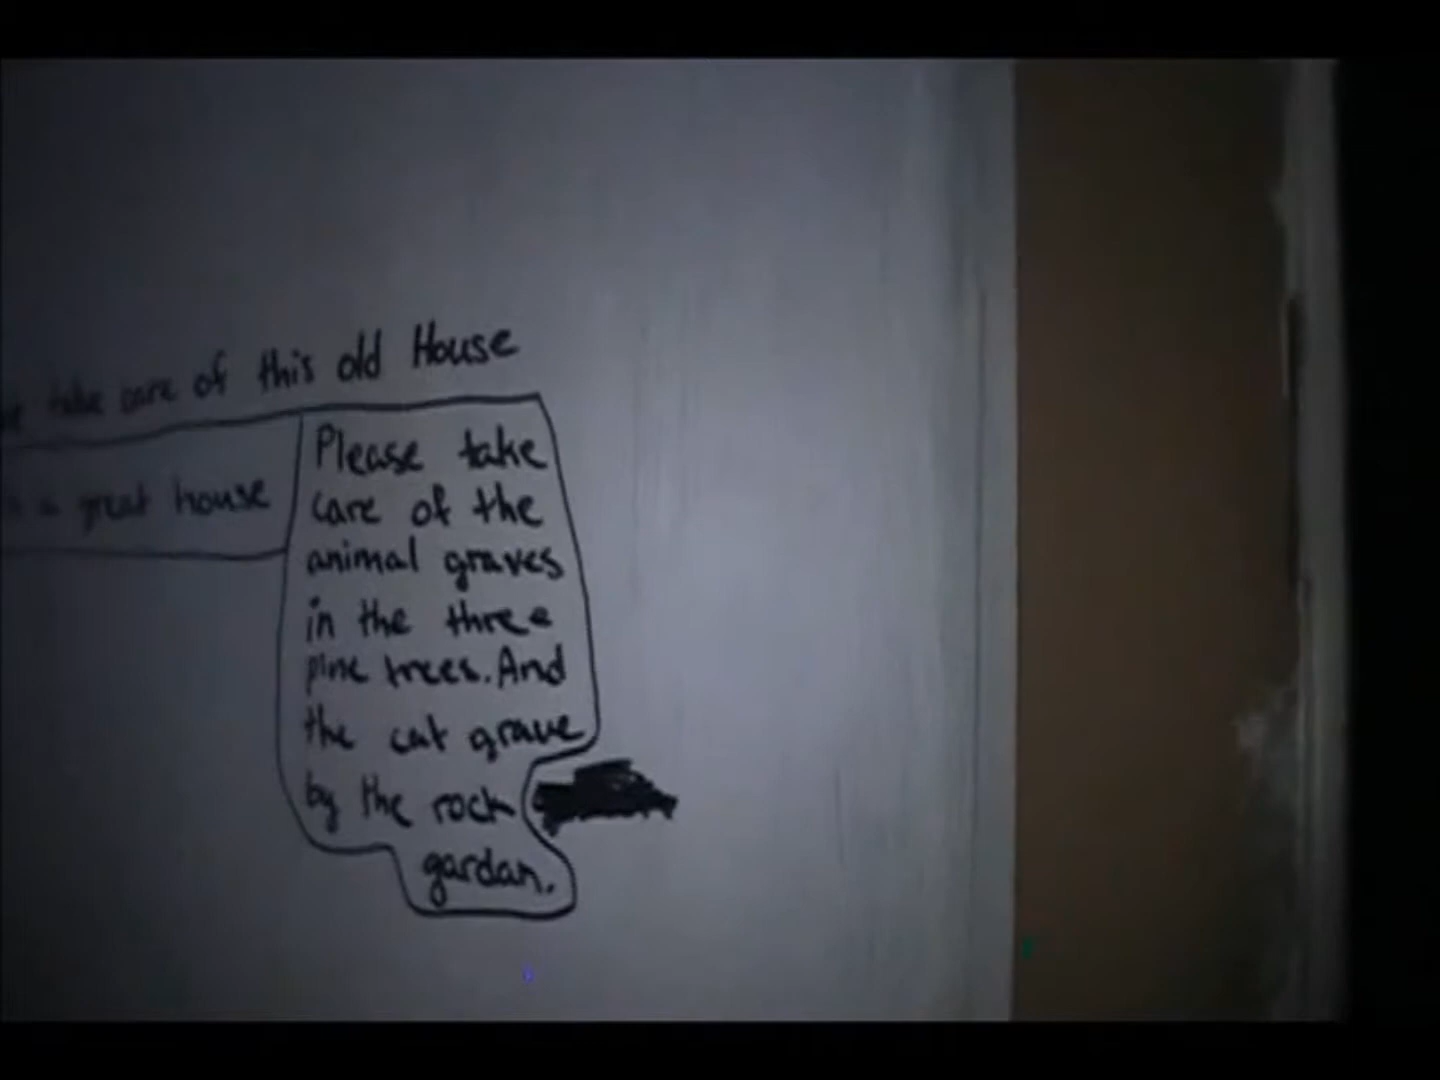 take care of this old House
a great house
Please take
care of the
animal graves
in the three
pine trees. And
the cat grave
by the rock
gardan.